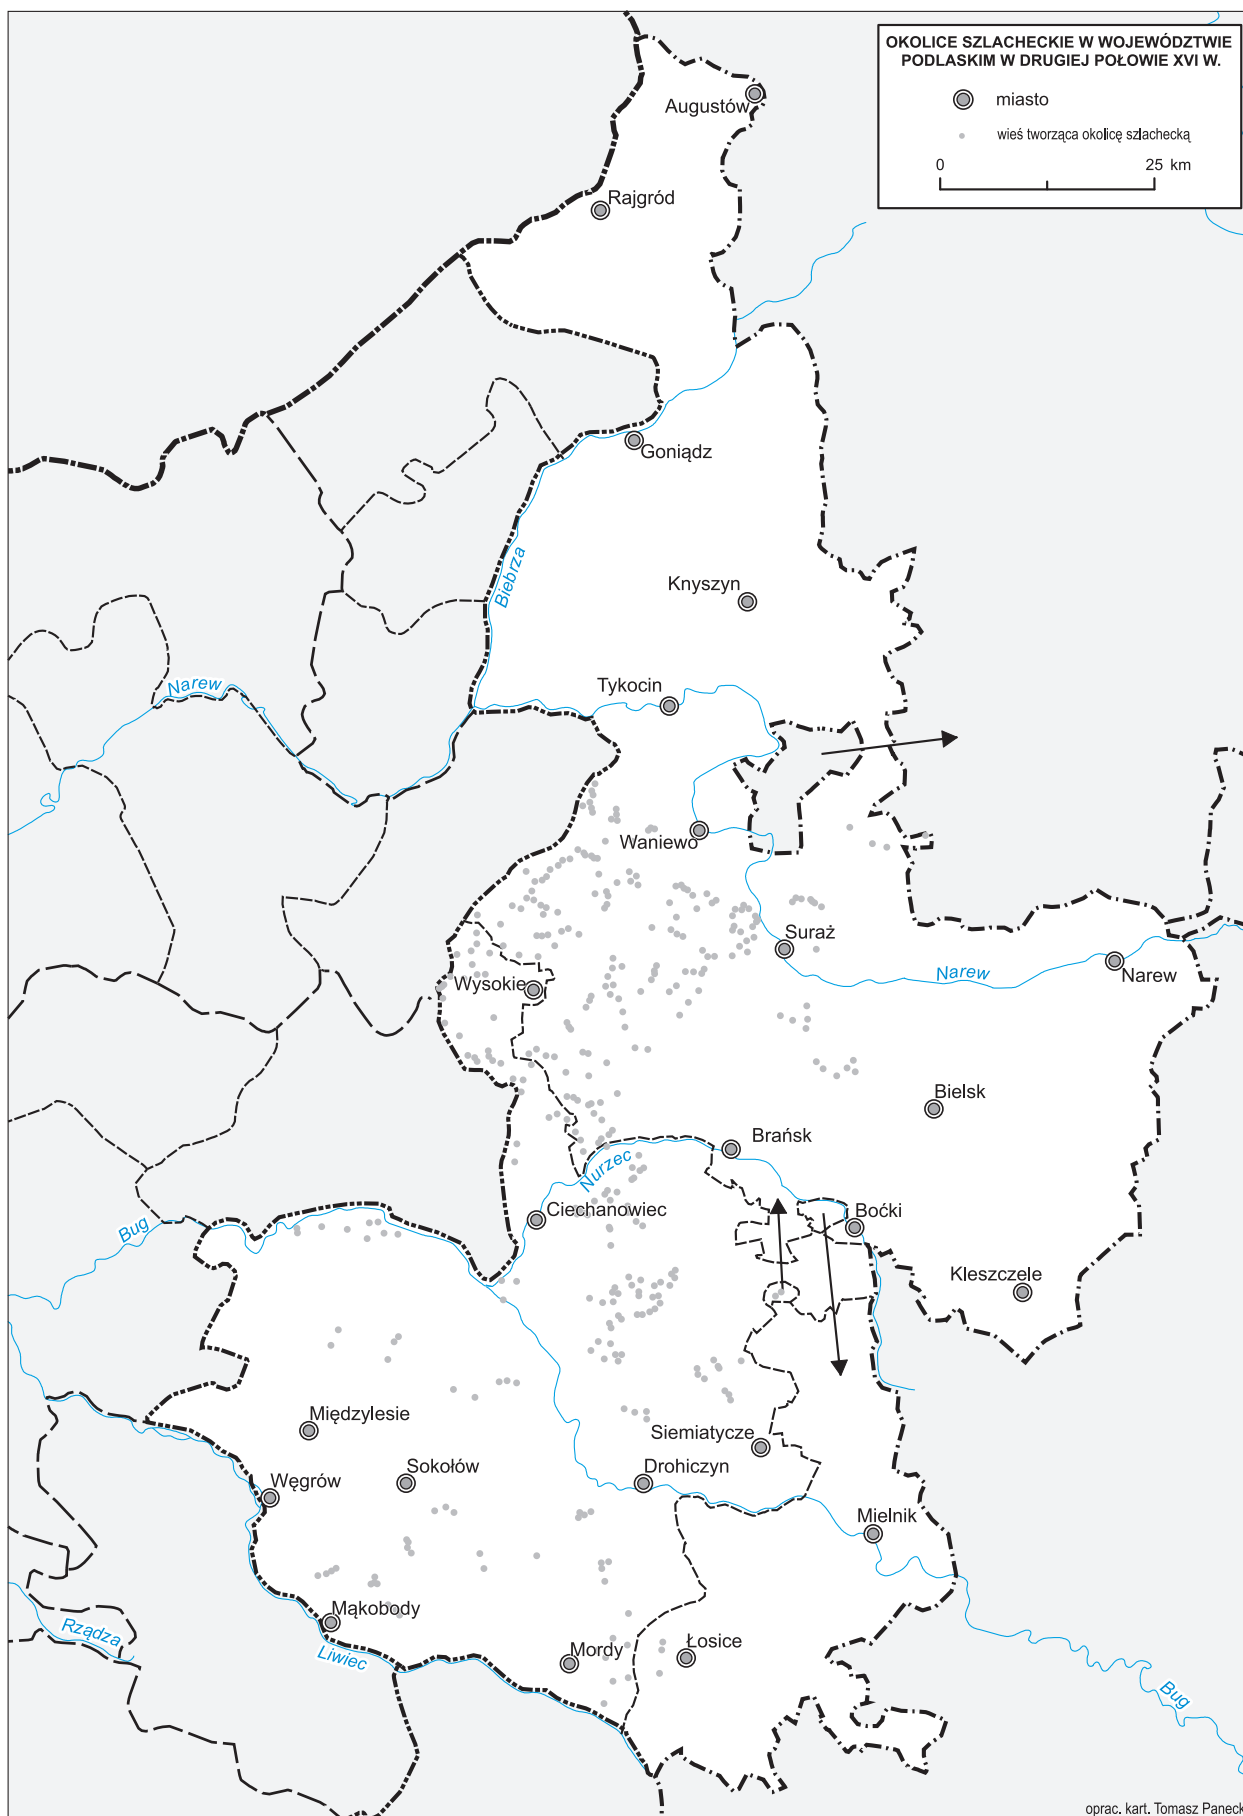 OKOLICE SZLACHECKIE W WOJEWÓDZTWIE
PODLASKIM W DRUGIEJ POŁOWIE XVI W.
miasto
wieś tworząca okolicę szlachecką
0 25 km
Augustów
Rajgród
Goniądz
Biebrza
Knyszyn
Narew
Tykocin
Waniewo
Suraż
Narew
Narew
Wysokie
Bielsk
Brańsk
Nurzec
Ciechanowiec
Boćki
Bug
Kleszczele
Międzylesie
Siemiatycze
Węgrów
Sokołów
Drohiczyn
Mielnik
Mąkobody
Rządza
Liwiec
Mordy
Łosice
Bug
oprac. kart. Tomasz Panecki